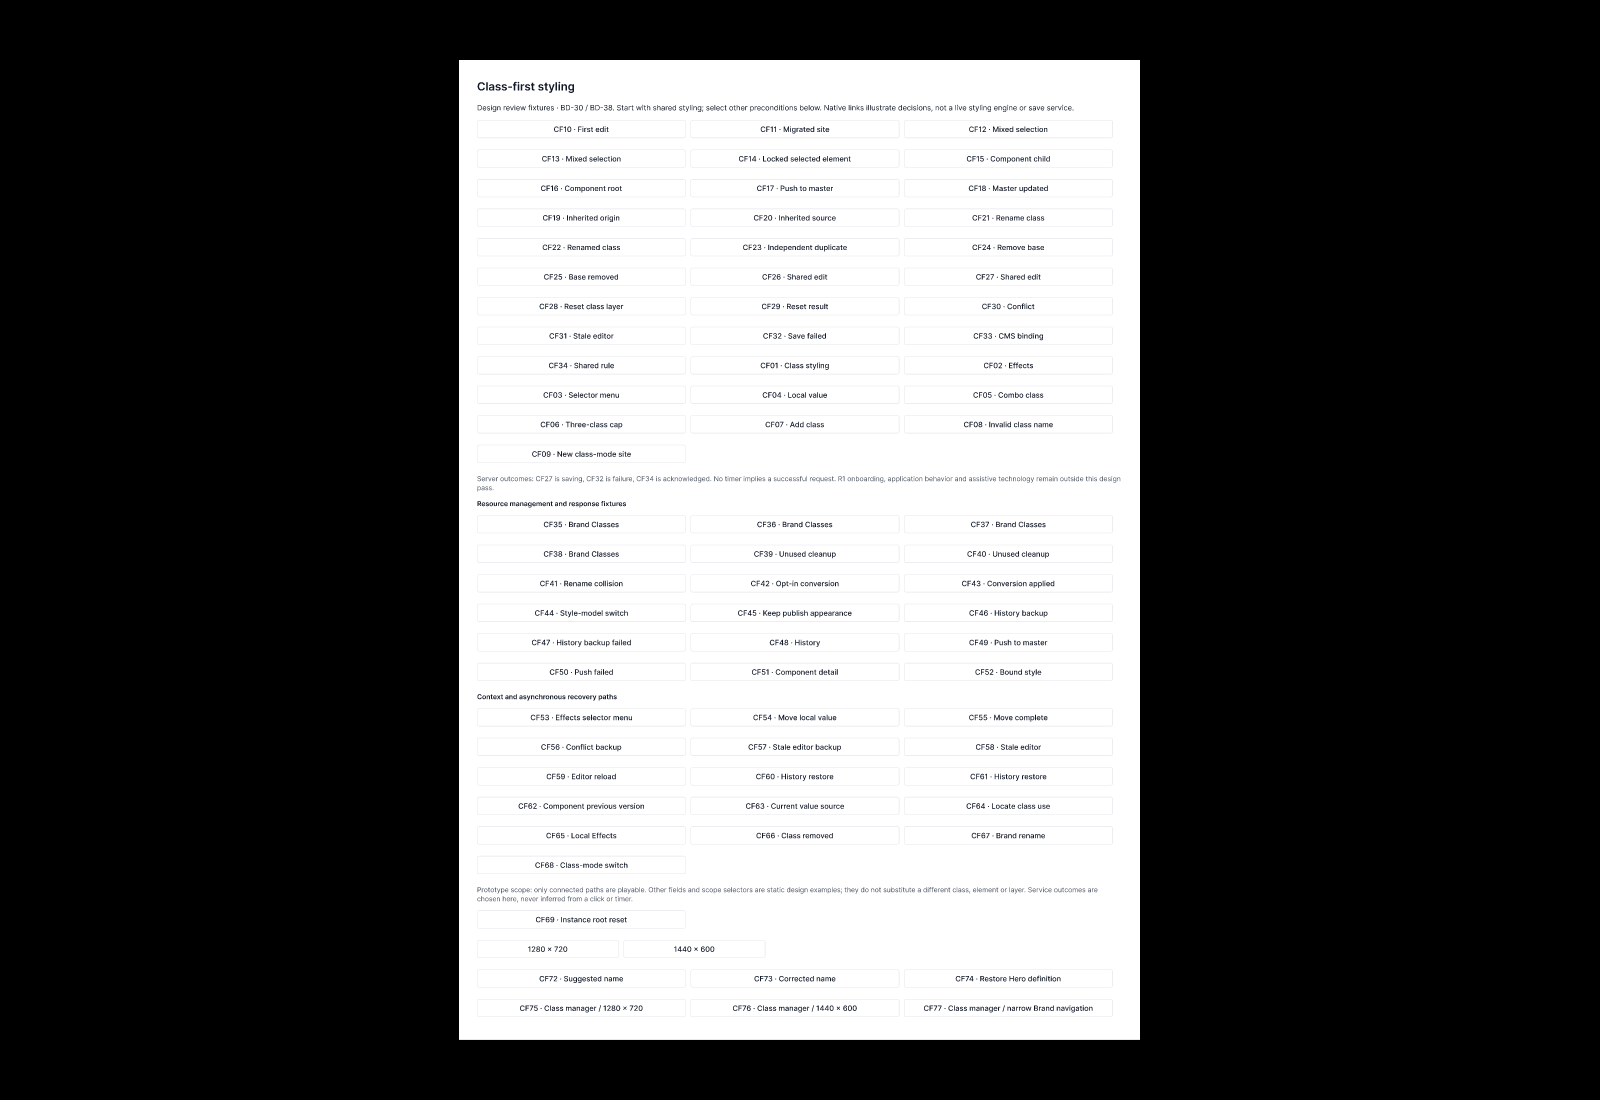 Class-first styling
Design review fixtures · BD-30 / BD-38. Start with shared styling; select other preconditions below. Native links illustrate decisions, not a live styling engine or save service.
CF10 · First edit
CF11 · Migrated site
CF12 · Mixed selection
CF13 · Mixed selection
CF14 · Locked selected element
CF15 · Component child
CF16 · Component root
CF17 · Push to master
CF18 · Master updated
CF19 · Inherited origin
CF20 · Inherited source
CF21 · Rename class
CF22 · Renamed class
CF23 · Independent duplicate
CF24 · Remove base
CF25 · Base removed
CF26 · Shared edit
CF27 · Shared edit
CF28 · Reset class layer
CF29 · Reset result
CF30 · Conflict
CF31 · Stale editor
CF32 · Save failed
CF33 · CMS binding
CF34 · Shared rule
CF01 · Class styling
CF02 · Effects
CF03 · Selector menu
CF04 · Local value
CF05 · Combo class
CF06 · Three-class cap
CF07 · Add class
CF08 · Invalid class name
CF09 · New class-mode site
Server outcomes: CF27 is saving, CF32 is failure, CF34 is acknowledged. No timer implies a successful request. R1 onboarding, application behavior and assistive technology remain outside this design
pass.
Resource management and response fixtures
CF35 · Brand Classes
CF36 · Brand Classes
CF37 · Brand Classes
CF38 · Brand Classes
CF39 · Unused cleanup
CF40 · Unused cleanup
CF41 · Rename collision
CF42 · Opt-in conversion
CF43 · Conversion applied
CF44 · Style-model switch
CF45 · Keep publish appearance
CF46 · History backup
CF47 · History backup failed
CF48 · History
CF49 · Push to master
CF50 · Push failed
CF51 · Component detail
CF52 · Bound style
Context and asynchronous recovery paths
CF53 · Effects selector menu
CF54 · Move local value
CF55 · Move complete
CF56 · Conflict backup
CF57 · Stale editor backup
CF58 · Stale editor
CF59 · Editor reload
CF60 · History restore
CF61 · History restore
CF62 · Component previous version
CF63 · Current value source
CF64 · Locate class use
CF65 · Local Effects
CF66 · Class removed
CF67 · Brand rename
CF68 · Class-mode switch
Prototype scope: only connected paths are playable. Other fields and scope selectors are static design examples; they do not substitute a different class, element or layer. Service outcomes are
chosen here, never inferred from a click or timer.
CF69 · Instance root reset
1280 × 720
1440 × 600
CF72 · Suggested name
CF73 · Corrected name
CF74 · Restore Hero definition
CF75 · Class manager / 1280 × 720
CF76 · Class manager / 1440 × 600
CF77 · Class manager / narrow Brand navigation